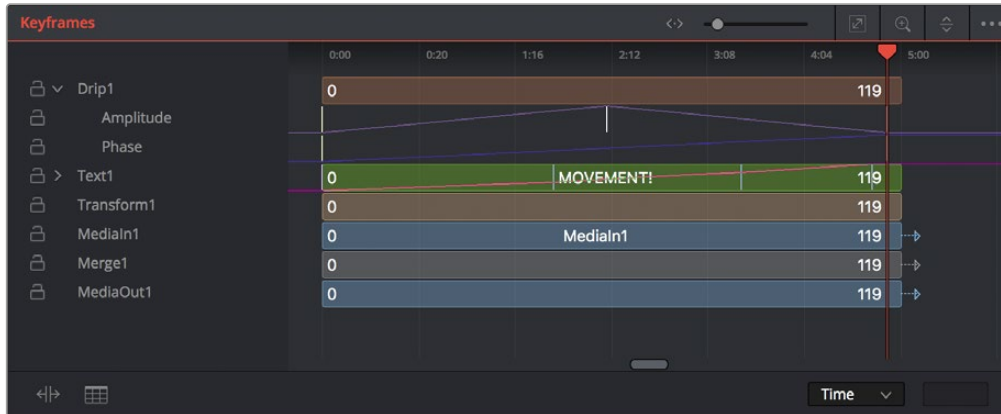 Keyframes
0:00 0:20 1:16 2:12 3:08 4:04 5:00
Drip1 0 119
Amplitude
Phase
Text1 0 MOVEMENT! 119
Transform1 0 119
MediaIn1 0 MediaIn1 119
Merge1 0 119
MediaOut1 0 119
Time